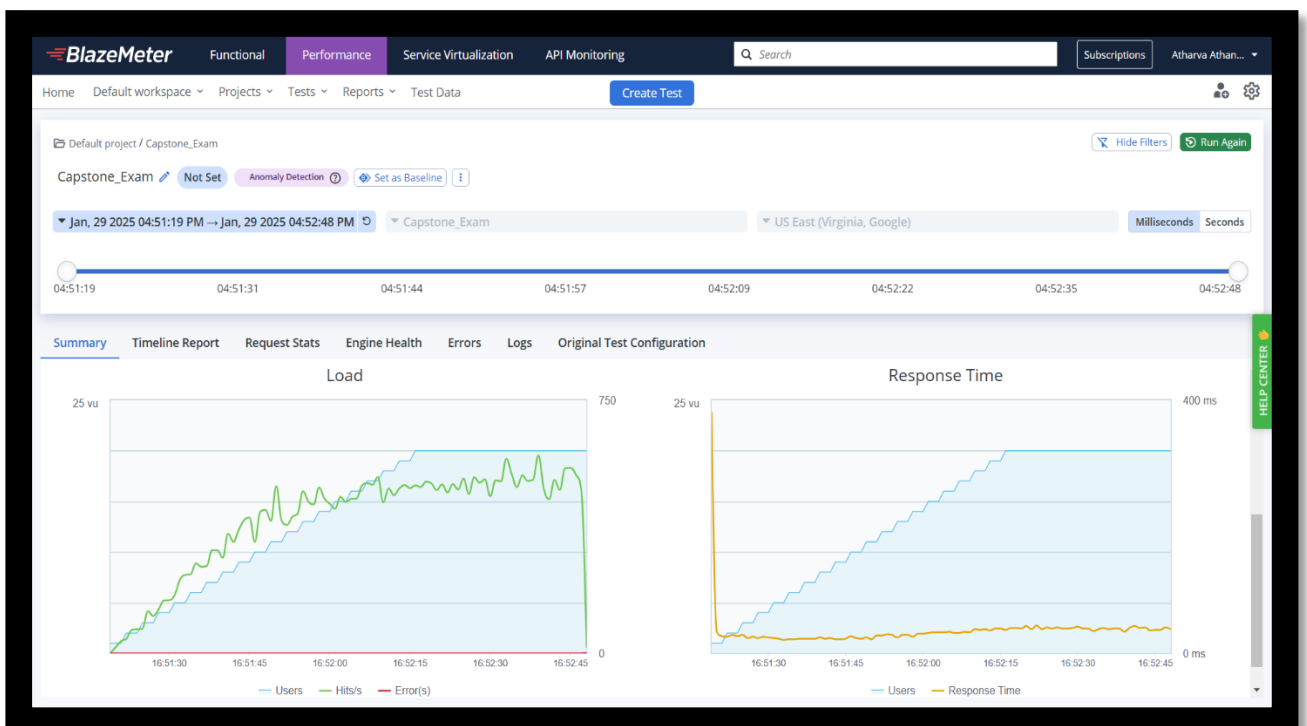 BlazeMeter Functional Performance Service Virtualization API Monitoring Search Subscriptions Atharva Athan...
Home Default workspace Projects Tests Reports Test Data Create Test
Default project / Capstone_Exam Hide Filters Run Again
Capstone_Exam Not Set Anomaly Detection ? Set as Baseline
Jan, 29 2025 04:51:19 PM → Jan, 29 2025 04:52:48 PM Capstone_Exam US East (Virginia, Google) Milliseconds Seconds
04:51:19 04:51:31 04:51:44 04:51:57 04:52:09 04:52:22 04:52:35 04:52:48
HELP CENTER
Summary Timeline Report Request Stats Engine Health Errors Logs Original Test Configuration
Load
25 vu 750
0
16:51:30 16:51:45 16:52:00 16:52:15 16:52:30 16:52:45
Users Hits/s Error(s)
Response Time
25 vu 400 ms
0 ms
16:51:30 16:51:45 16:52:00 16:52:15 16:52:30 16:52:45
Users Response Time